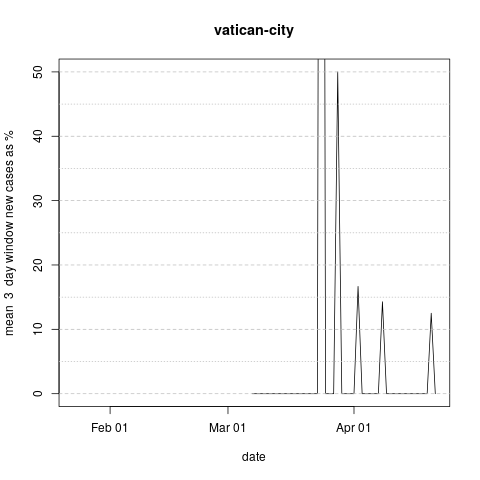 vatican-city
mean  3  day window new cases as %
50
40
30
20
10
0
Feb 01
Mar 01
Apr 01
date